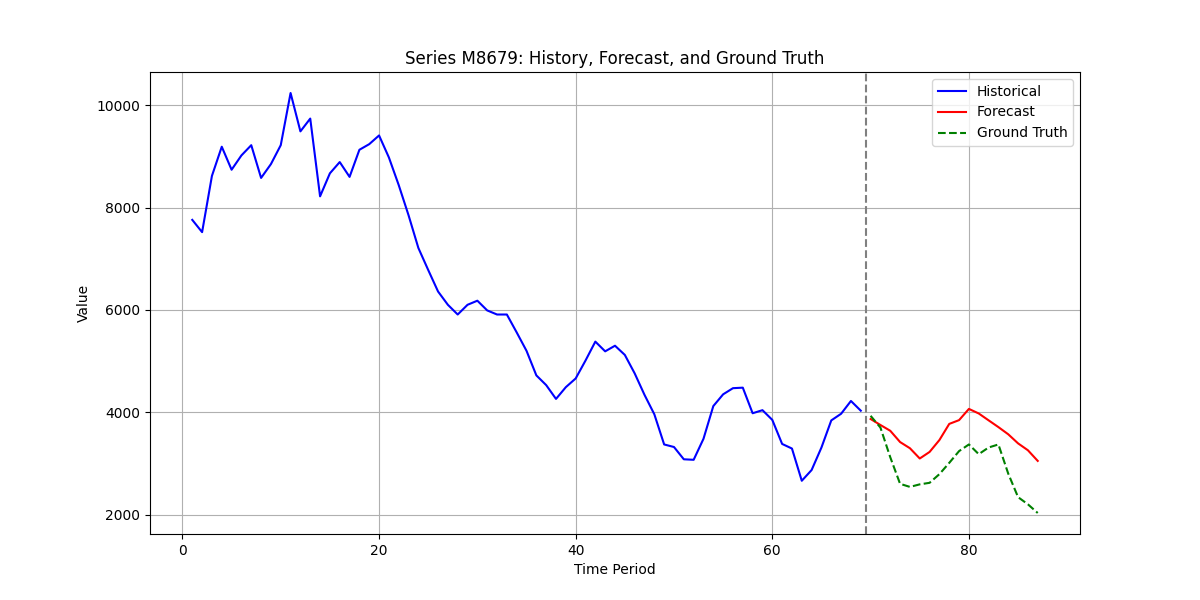 Series M8679: History, Forecast, and Ground Truth
Historical
Forecast
Ground Truth
10000
8000
6000
4000
2000
Value
0 20 40 60 80
Time Period